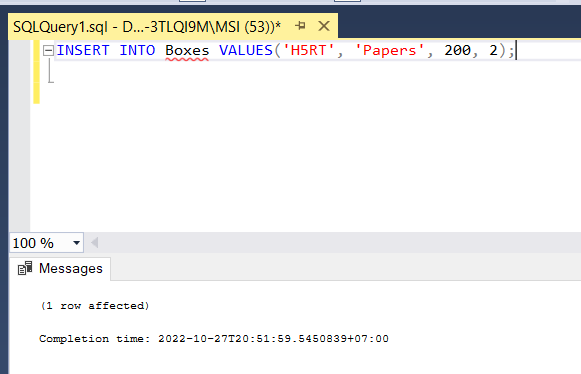 SQLQuery1.sql - D...-3TLQI9M\MSI (53))*
INSERT INTO Boxes VALUES('H5RT', 'Papers', 200, 2);
100 %
Messages
(1 row affected)
Completion time: 2022-10-27T20:51:59.5450839+07:00